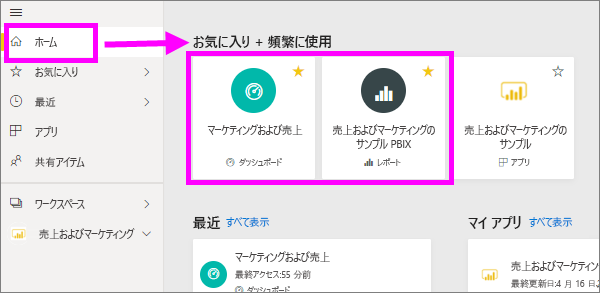 ホーム
お気に入り
最近
アプリ
共有アイテム
ワークスペース
売上およびマーケティング
お気に入り + 頻繁に使用
マーケティングおよび売上
ダッシュボード
売上およびマーケティングの
サンプル PBIX
レポート
売上およびマーケティングの
サンプル
アプリ
最近 すべて表示
マーケティングおよび売上
最終アクセス:55 分前
ダッシュボード
マイ アプリ すべて表示
売上およびマーケティン
最終更新日:4 月 16 日,